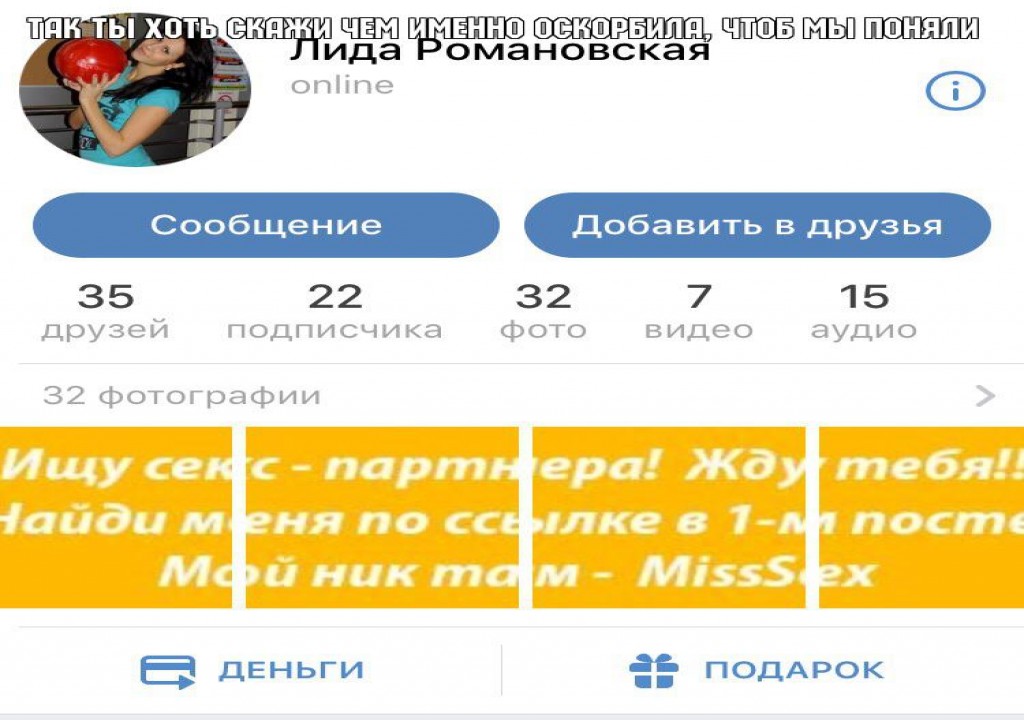 ТАК ТЫ ХОТЬ СКАЖИ ЧЕМ ИМЕННО ОСКОРБИЛА, ЧТОБ МЫ ПОНЯЛИ
Лида Романовская
online
Сообщение
Добавить в друзья
35 22 32 7 15
друзей подписчика фото видео аудио
32 фотографии
Ищу секс - партнера! Жду тебя!!
Найди меня по ссылке в 1-м посте
Мой ник там - MissSex
ДЕНЬГИ
ПОДАРОК